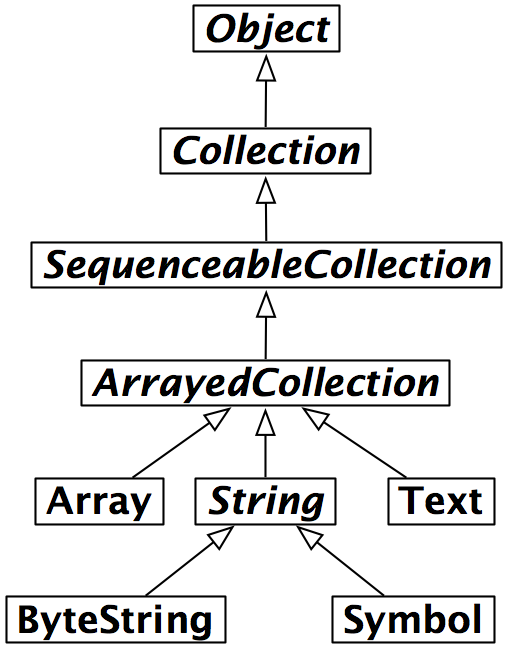 Object
Collection
SequenceableCollection
ArrayedCollection
Array
String
Text
ByteString
Symbol